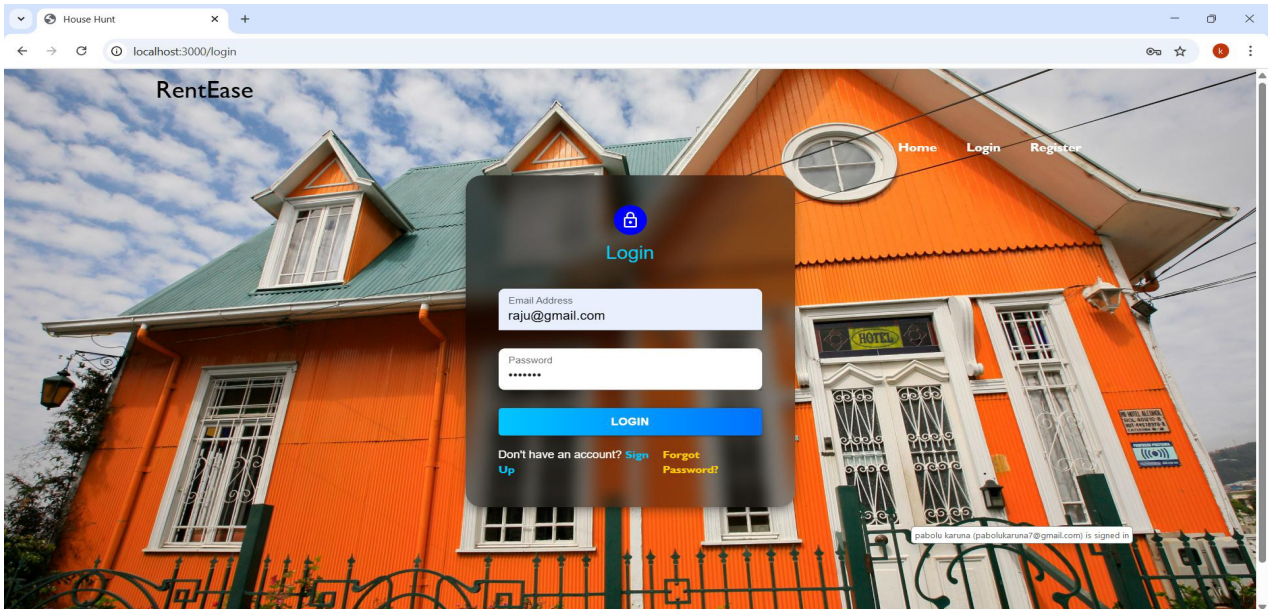 House Hunt
localhost:3000/login
k
RentEase
Home Login Register
Login
Email Address
raju@gmail.com
Password
•••••••
LOGIN
Don't have an account? Sign Up
Forgot Password?
HOTEL
pabolu karuna (pabolukaruna7@gmail.com) is signed in